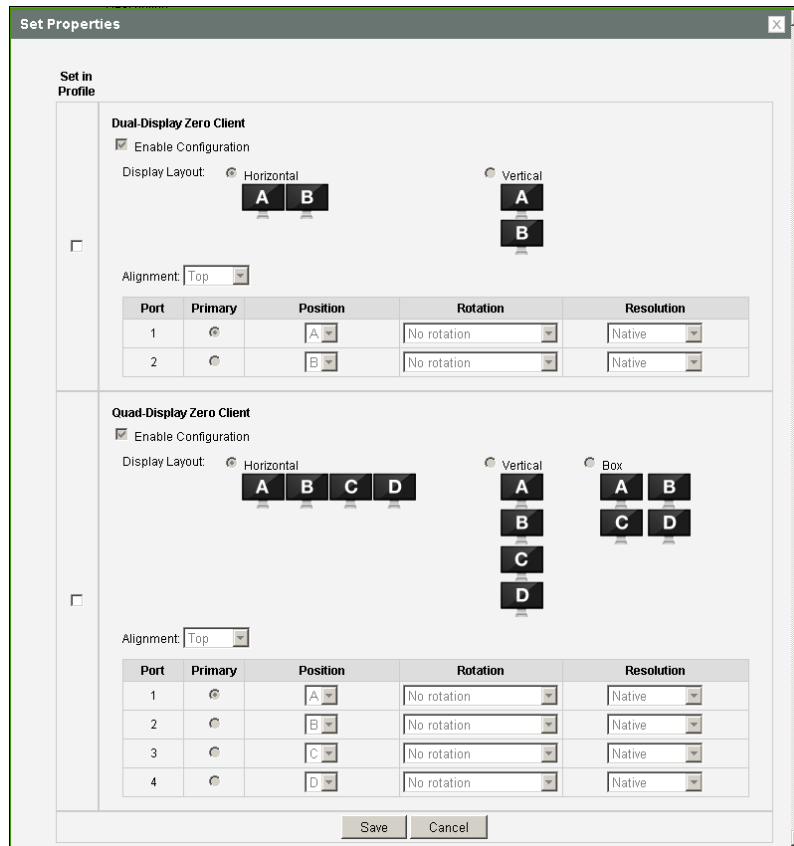 Set Properties X
Set in
Profile
Dual-Display Zero Client
Enable Configuration
Display Layout: Horizontal Vertical
A B A
B
Alignment: Top
Port Primary Position Rotation Resolution
1 A No rotation Native
2 B No rotation Native
Quad-Display Zero Client
Enable Configuration
Display Layout: Horizontal Vertical Box
A B C D A A B
B C D
C
D
Alignment: Top
Port Primary Position Rotation Resolution
1 A No rotation Native
2 B No rotation Native
3 C No rotation Native
4 D No rotation Native
Save Cancel